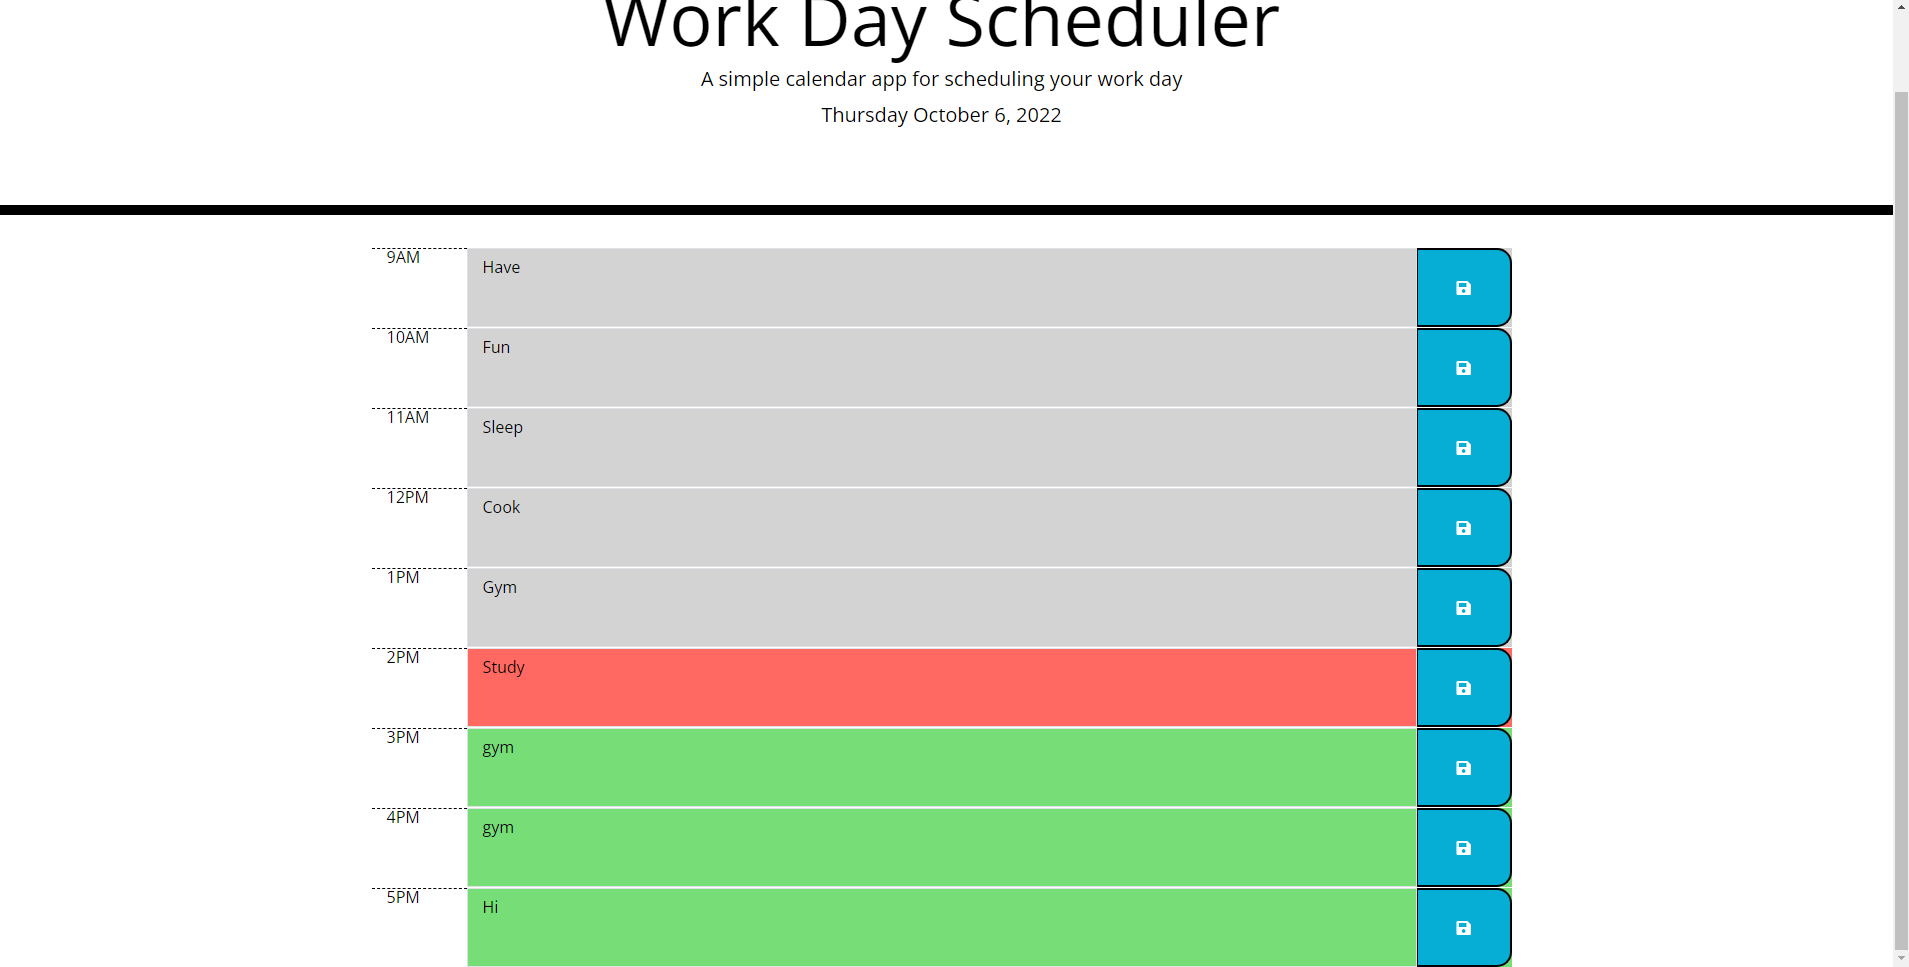 Work Day Scheduler
A simple calendar app for scheduling your work day
Thursday October 6, 2022
9AM
Have
10AM
Fun
11AM
Sleep
12PM
Cook
1PM
Gym
2PM
Study
3PM
gym
4PM
gym
5PM
Hi